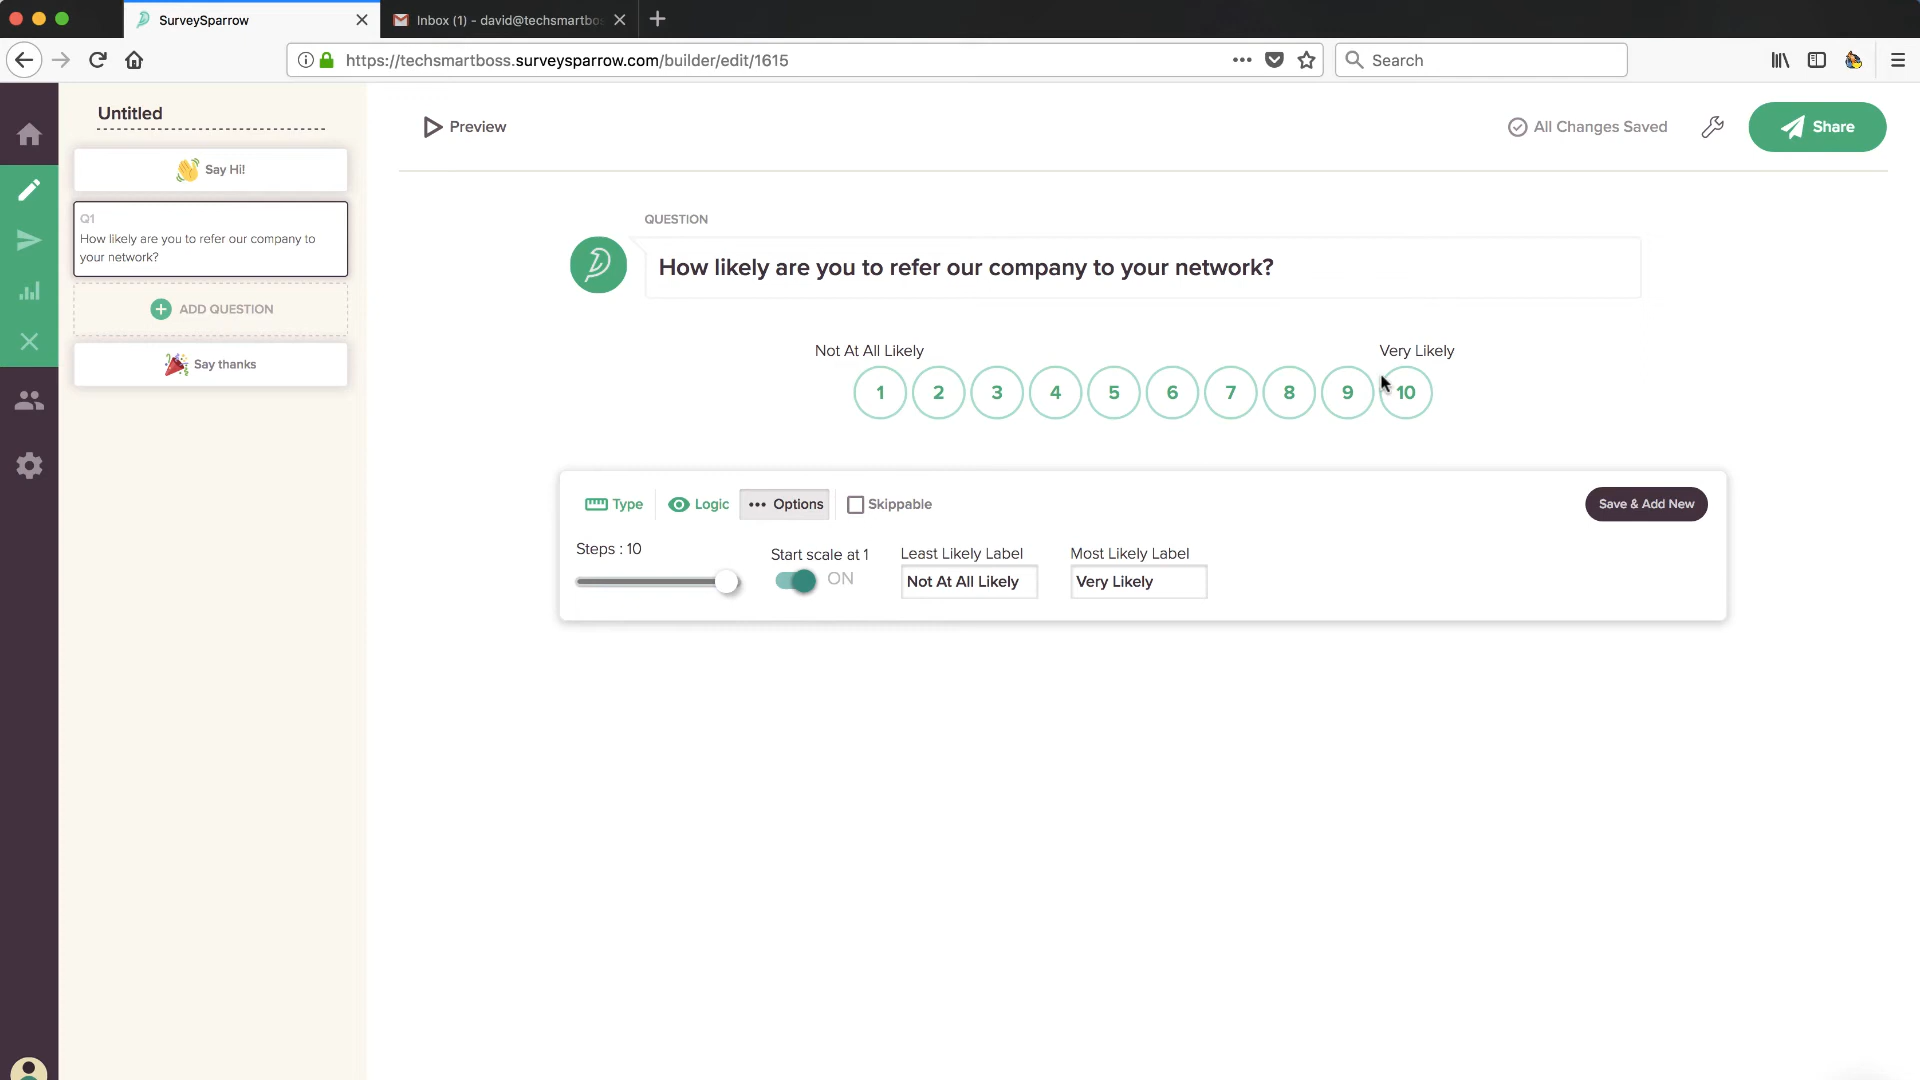 SurveySparrow
Inbox (1) - david@techsmartbo
https://techsmartboss.surveysparrow.com/builder/edit/1615
Search
Untitled
Preview
All Changes Saved
Share
Say Hi!
Q1
How likely are you to refer our company to
your network?
ADD QUESTION
Say thanks
QUESTION
How likely are you to refer our company to your network?
Not At All Likely
Very Likely
1 2 3 4 5 6 7 8 9 10
Type
Logic
Options
Skippable
Save & Add New
Steps : 10
Start scale at 1
ON
Least Likely Label
Not At All Likely
Most Likely Label
Very Likely